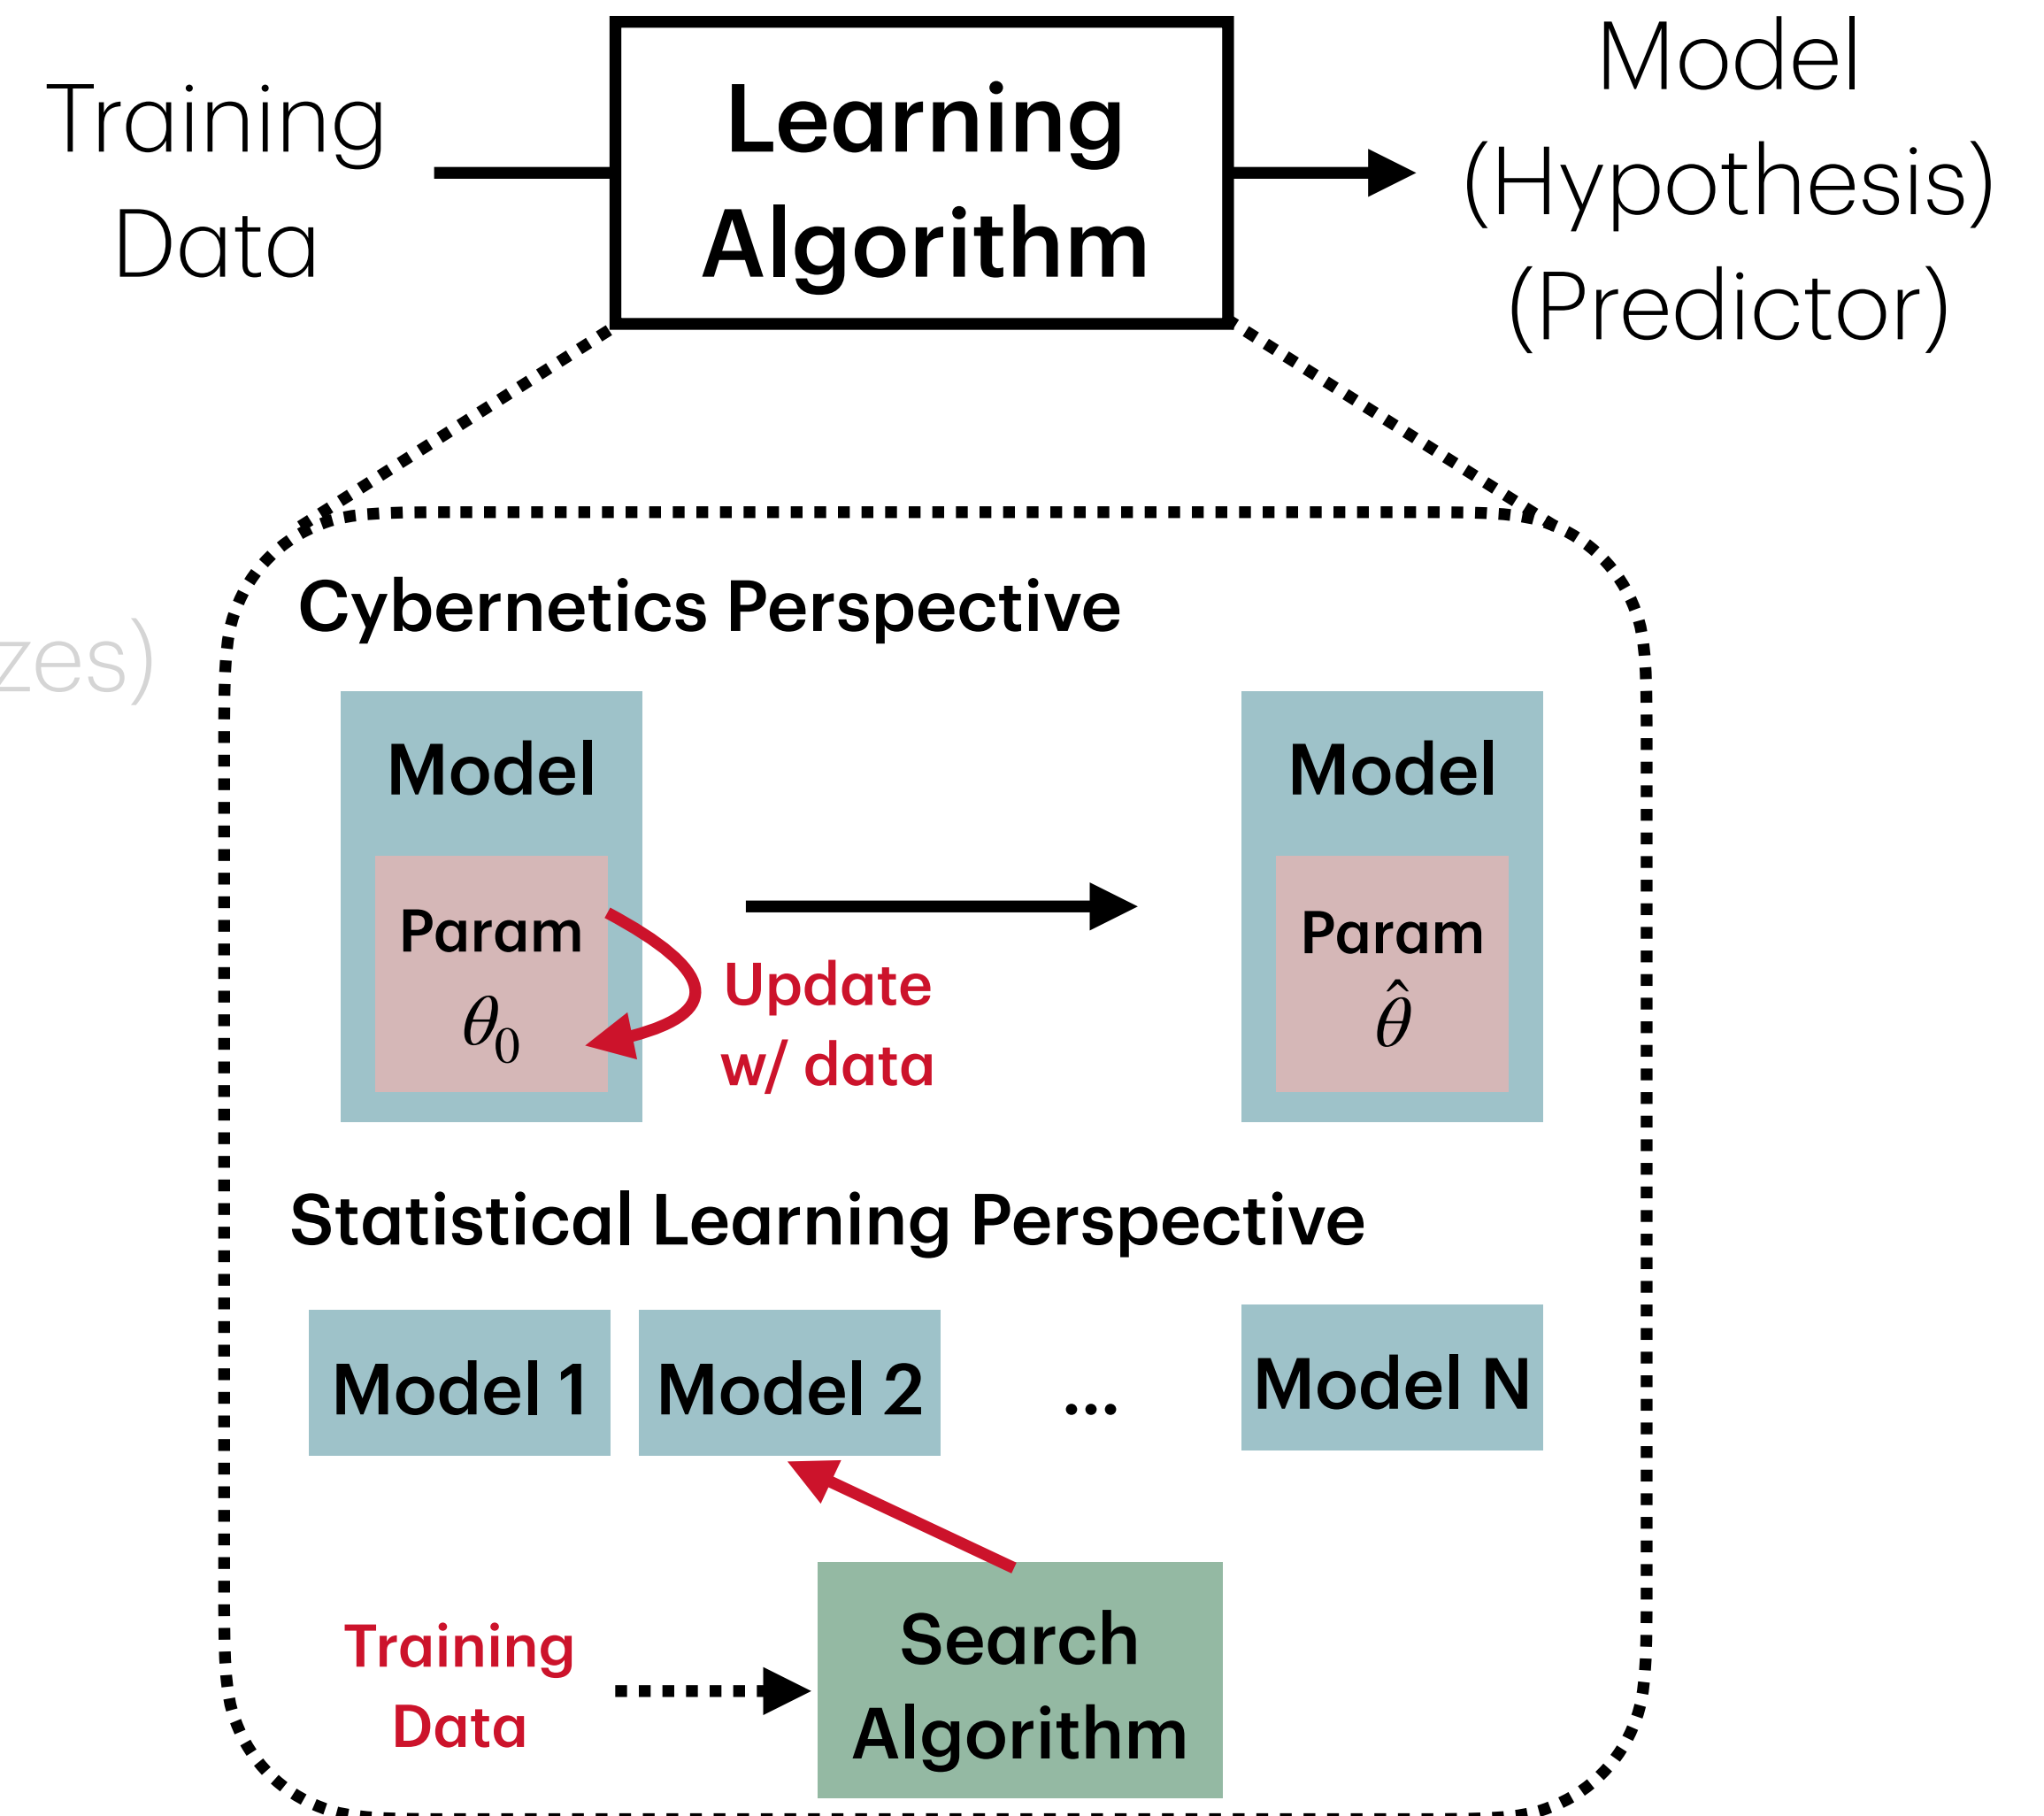 Training
Data
Learning
Algorithm
Model
(Hypothesis)
(Predictor)
zes)
Cybernetics Perspective
Model
Param
θ₀
Update
w/ data
Model
Param
θ̂
Statistical Learning Perspective
Model 1
Model 2
...
Model N
Training
Data
Search
Algorithm